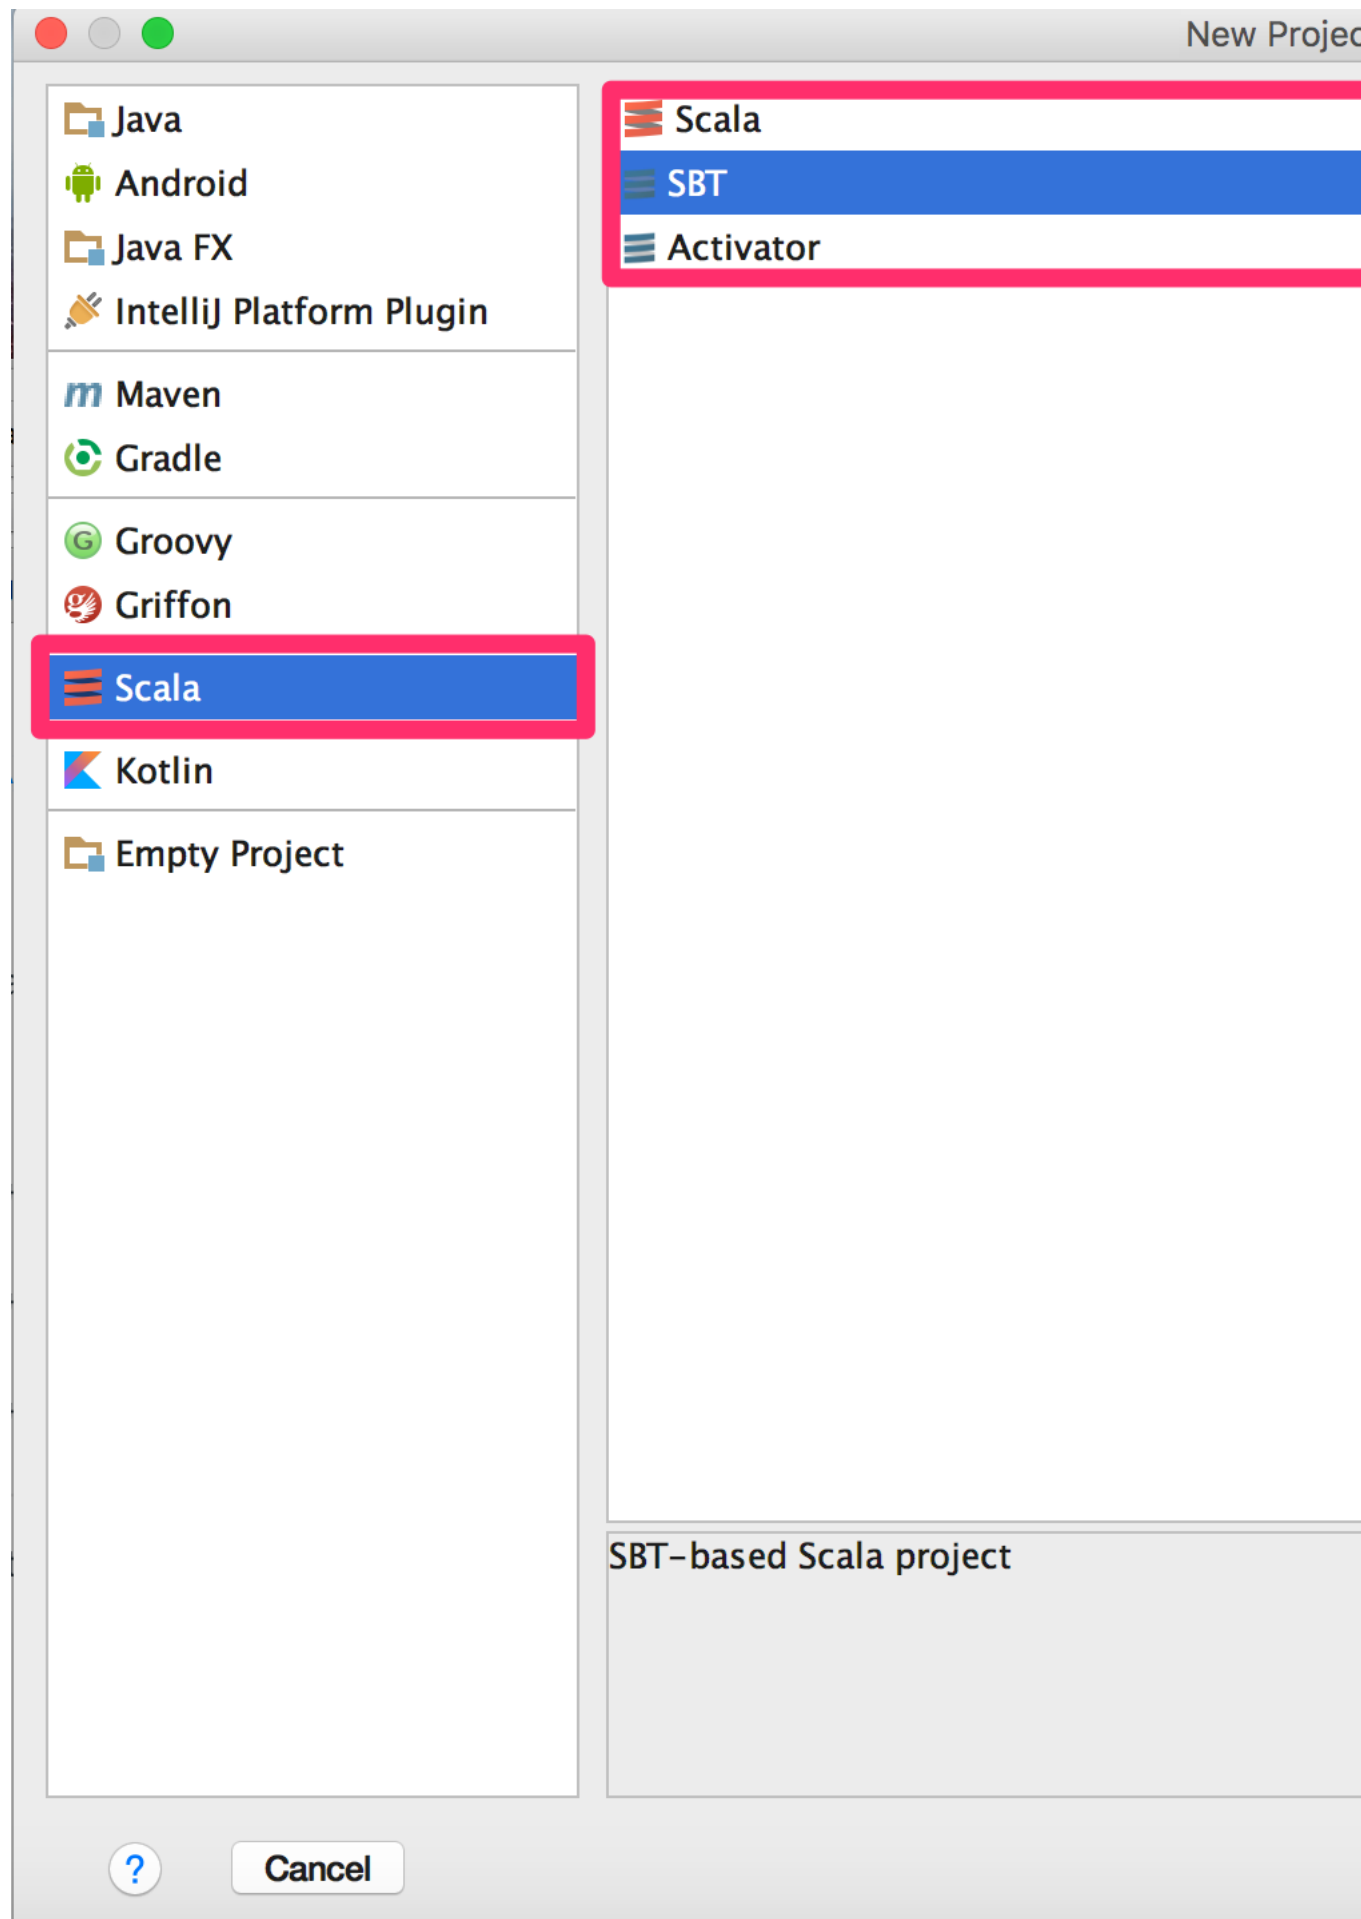 New Projec
Java
Android
Java FX
IntelliJ Platform Plugin
Maven
Gradle
Groovy
Griffon
Scala
Kotlin
Empty Project
Scala
SBT
Activator
SBT-based Scala project
?
Cancel